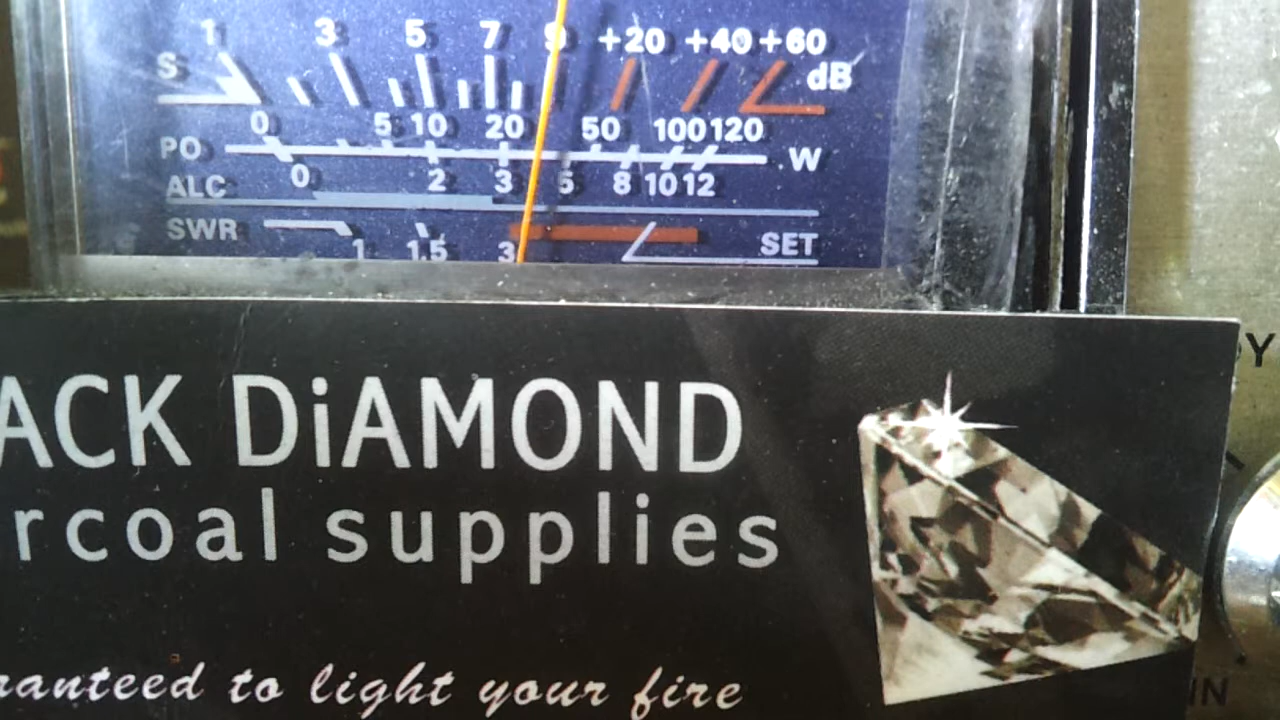 1 3 5 7 9 +20 +40 +60
S dB
0 5 10 20 50 100 120
PO W
0 2 3 5 8 10 12
ALC
SWR 1 1.5 3 SET
Y
ACK DiAMOND
rcoal supplies
ranteed to light your fire
IN